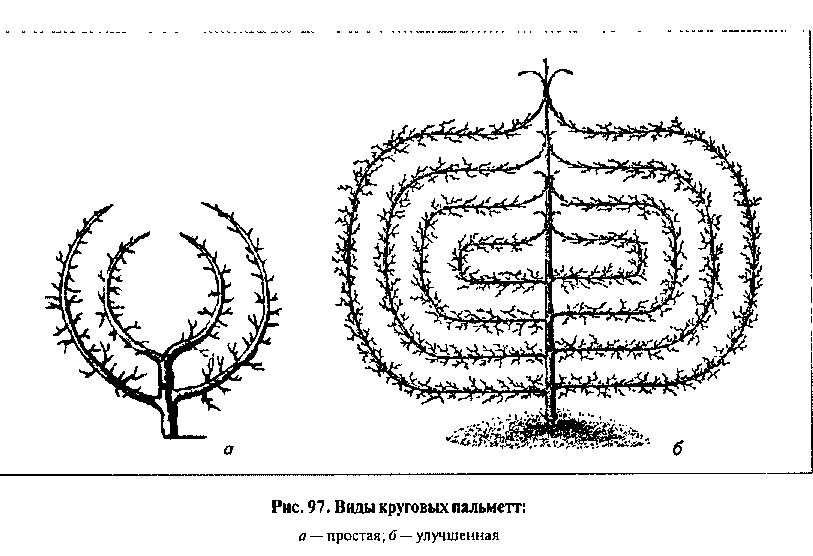 а
б
Рис. 97. Виды круговых пальметт:
а — простая; б — улучшенная